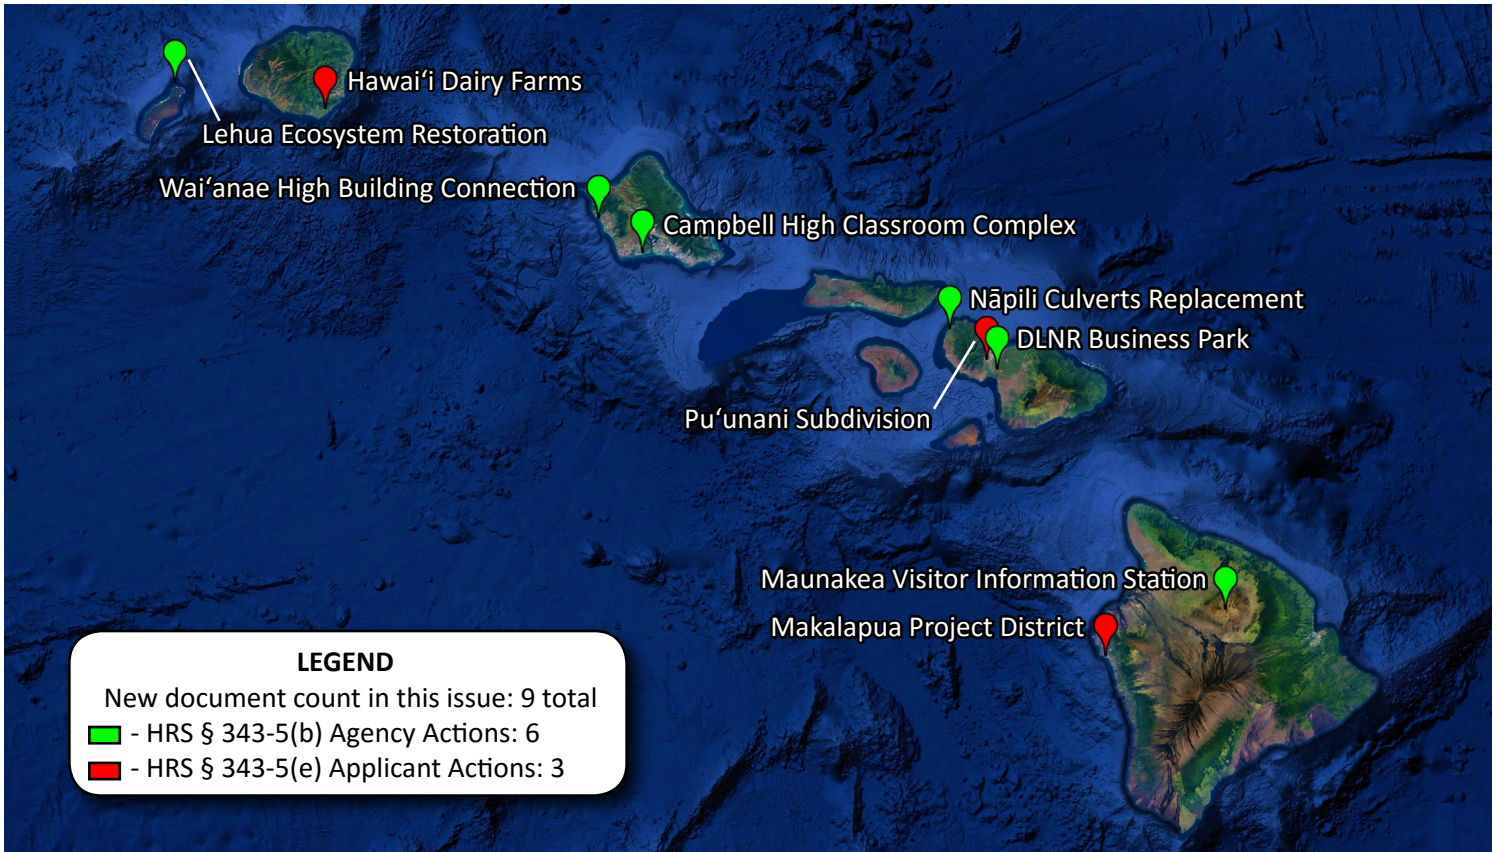 Hawaiʻi Dairy Farms
Lehua Ecosystem Restoration
Waiʻanae High Building Connection
Campbell High Classroom Complex
Nāpili Culverts Replacement
DLNR Business Park
Puʻunani Subdivision
Maunakea Visitor Information Station
Makalapua Project District
LEGEND
New document count in this issue: 9 total
- HRS § 343-5(b) Agency Actions: 6
- HRS § 343-5(e) Applicant Actions: 3